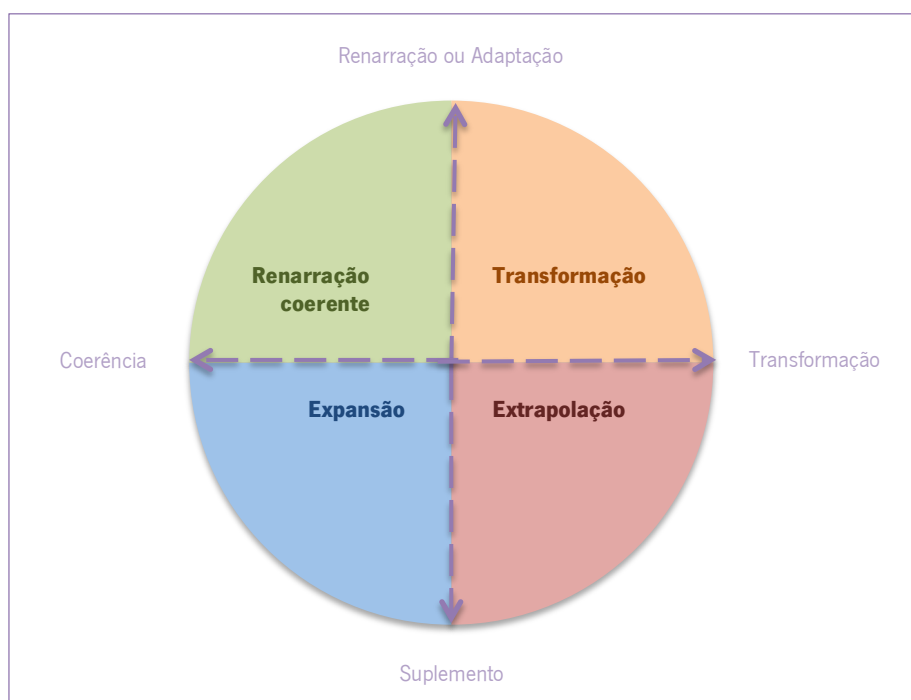 Renarração ou Adaptação
Renarração
coerente
Transformação
Coerência
Transformação
Expansão
Extrapolação
Suplemento